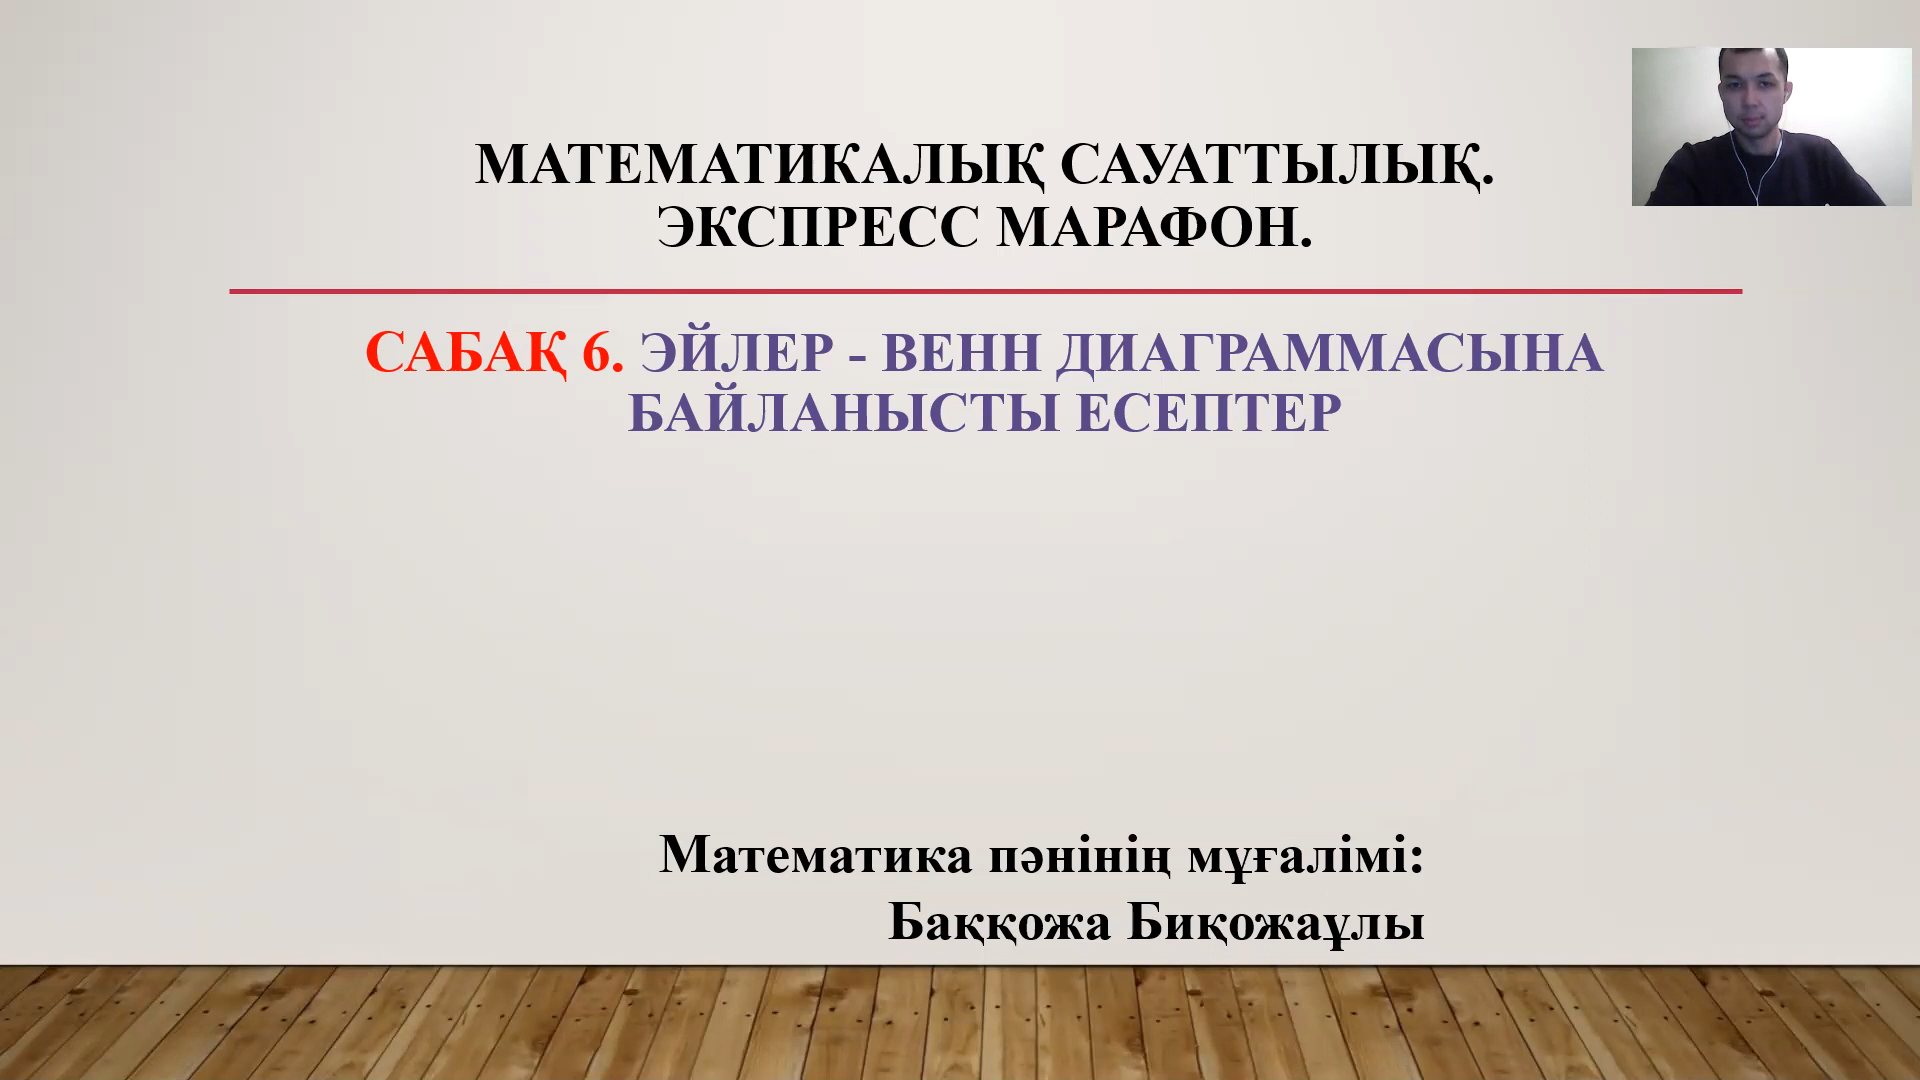 МАТЕМАТИКАЛЫҚ САУАТТЫЛЫҚ.
ЭКСПРЕСС МАРАФОН.
САБАҚ 6. ЭЙЛЕР - ВЕНН ДИАГРАММАСЫНА
БАЙЛАНЫСТЫ ЕСЕПТЕР
Математика пәнінің мұғалімі:
Баққожа Биқожаұлы